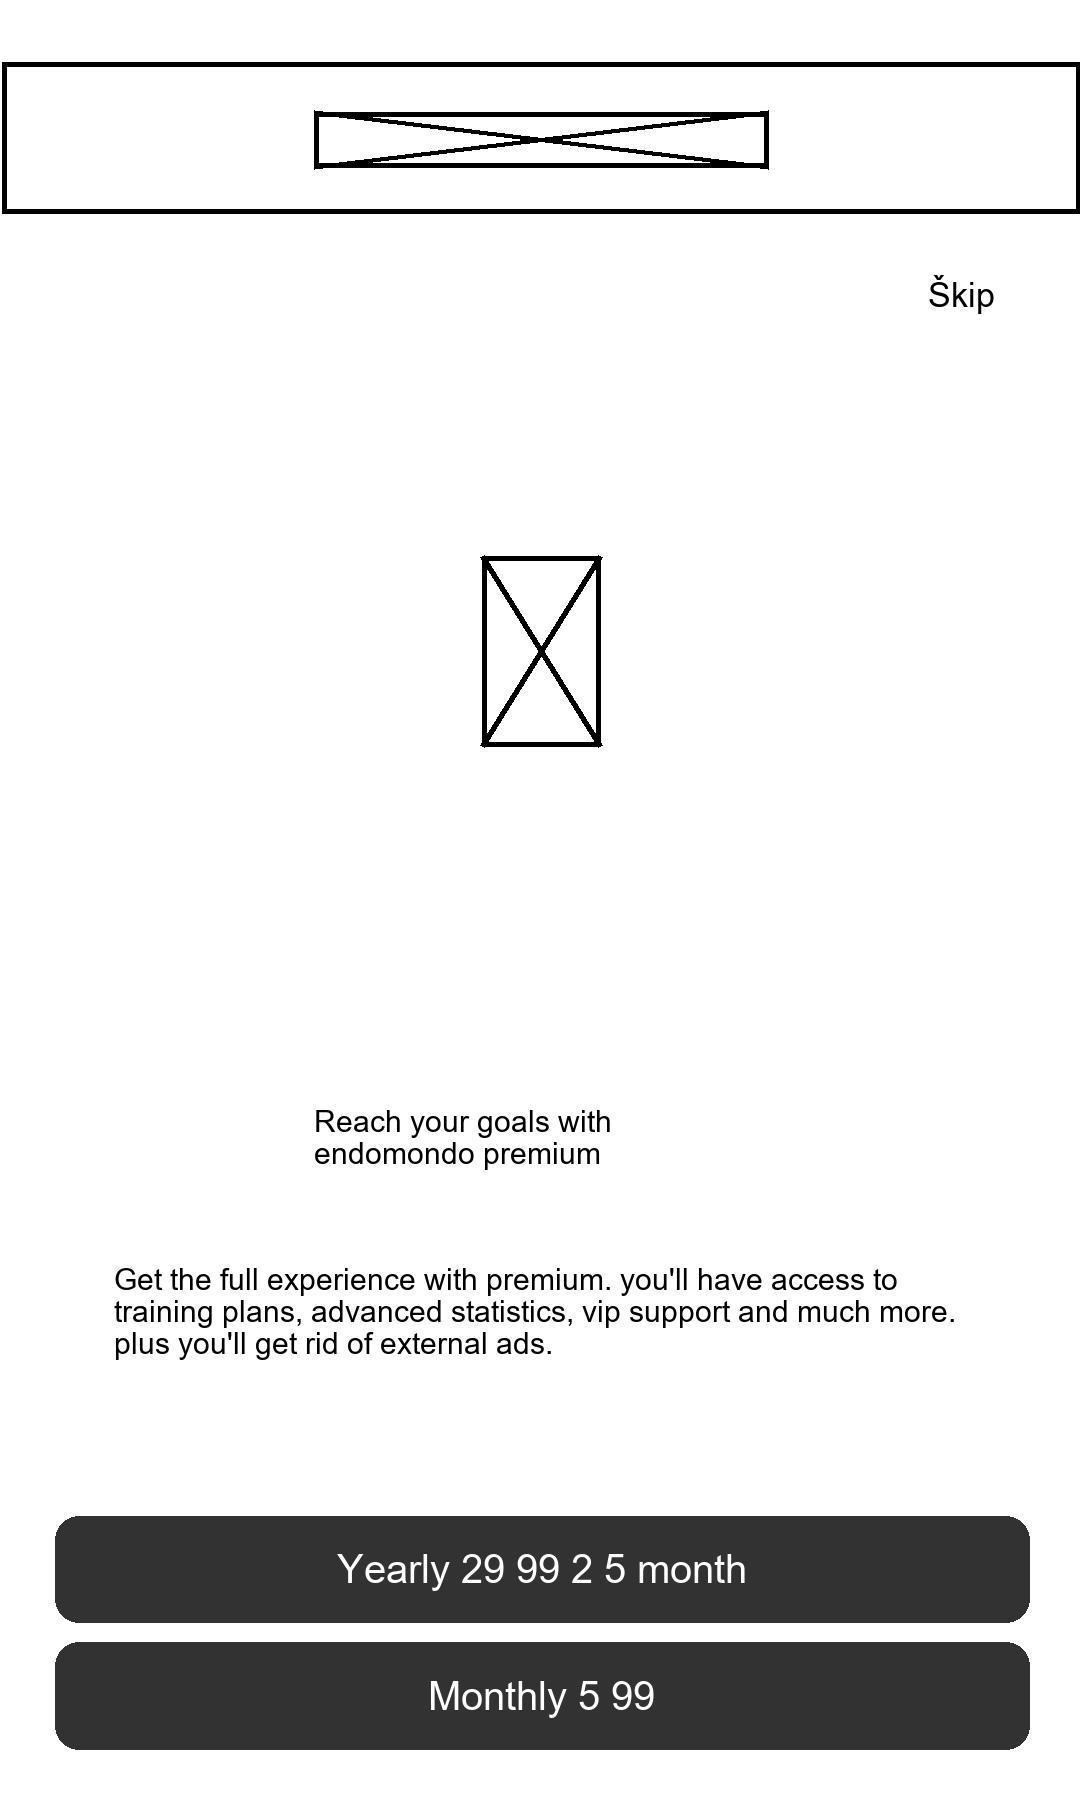 Škip
Reach your goals with
endomondo premium
Get the full experience with premium. you'll have access to
training plans, advanced statistics, vip support and much more.
plus you'll get rid of external ads.
Yearly 29 99 2 5 month
Monthly 5 99